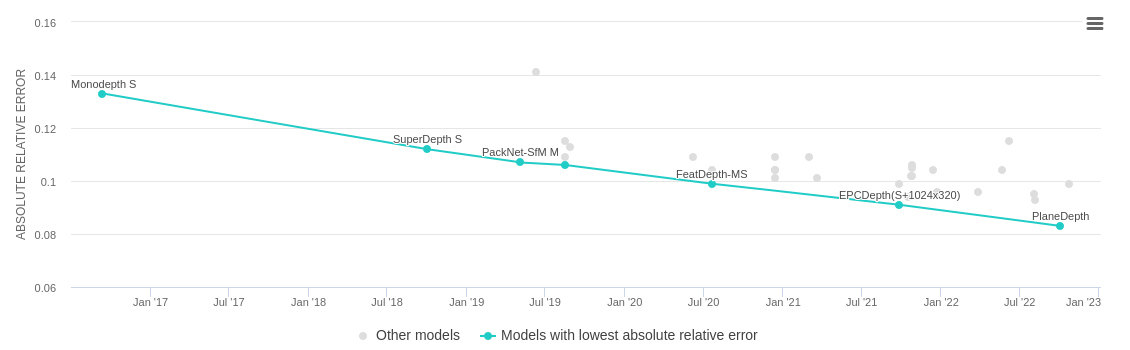 ABSOLUTE RELATIVE ERROR
0.16
0.14
0.12
0.1
0.08
0.06
Monodepth S
SuperDepth S
PackNet-SfM M
FeatDepth-MS
EPCDepth(S+1024x320)
PlaneDepth
Jan '17
Jul '17
Jan '18
Jul '18
Jan '19
Jul '19
Jan '20
Jul '20
Jan '21
Jul '21
Jan '22
Jul '22
Jan '23
Other models
Models with lowest absolute relative error